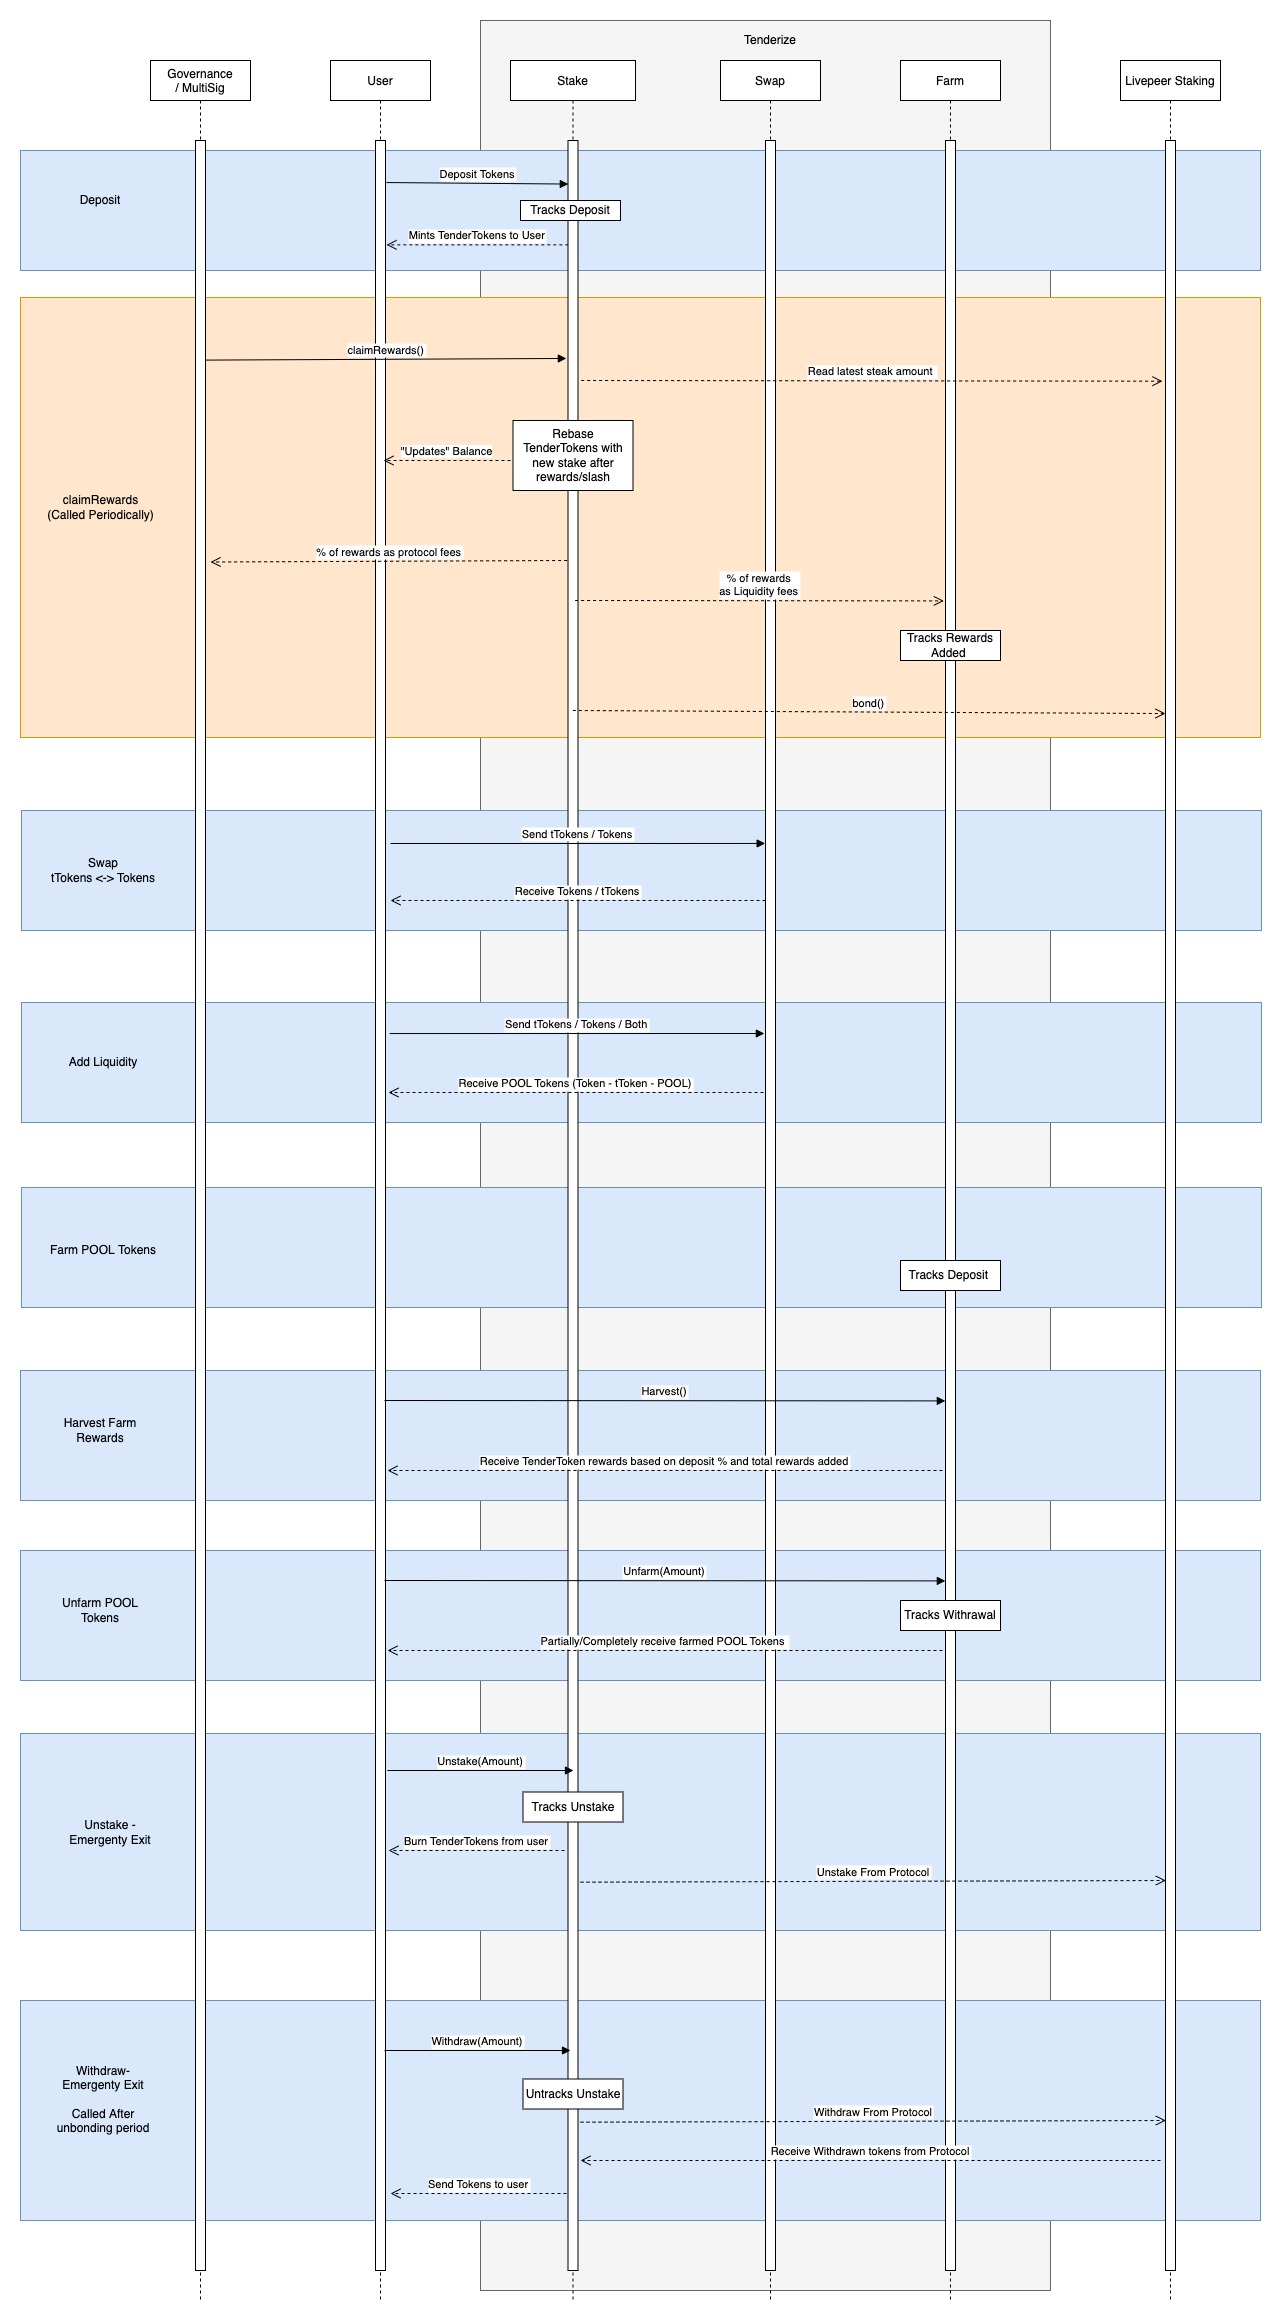 Tenderize
Governance
/ MultiSig
User
Stake
Swap
Farm
Livepeer Staking
Deposit
Deposit Tokens
Tracks Deposit
Mints TenderTokens to User
claimRewards()
Read latest steak amount
Rebase
TenderTokens with
new stake after
rewards/slash
"Updates" Balance
claimRewards
(Called Periodically)
% of rewards as protocol fees
% of rewards
as Liquidity fees
Tracks Rewards
Added
bond()
Swap
tTokens <-> Tokens
Send tTokens / Tokens
Receive Tokens / tTokens
Add Liquidity
Send tTokens / Tokens / Both
Receive POOL Tokens (Token - tToken - POOL)
Farm POOL Tokens
Tracks Deposit
Harvest Farm
Rewards
Harvest()
Receive TenderToken rewards based on deposit % and total rewards added
Unfarm POOL
Tokens
Unfarm(Amount)
Tracks Withrawal
Partially/Completely receive farmed POOL Tokens
Unstake -
Emergenty Exit
Unstake(Amount)
Tracks Unstake
Burn TenderTokens from user
Unstake From Protocol
Withdraw-
Emergenty Exit
Called After
unbonding period
Withdraw(Amount)
Untracks Unstake
Withdraw From Protocol
Receive Withdrawn tokens from Protocol
Send Tokens to user